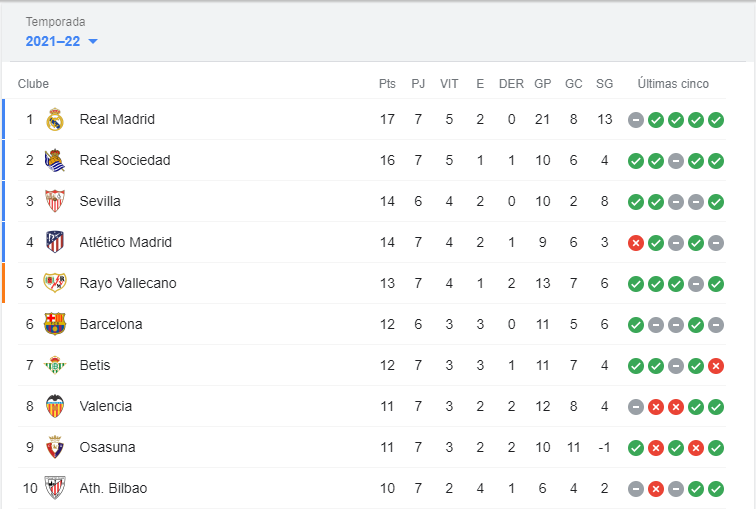 Temporada
2021–22
Clube Pts PJ VIT E DER GP GC SG Últimas cinco
1 Real Madrid 17 7 5 2 0 21 8 13
2 Real Sociedad 16 7 5 1 1 10 6 4
3 Sevilla 14 6 4 2 0 10 2 8
4 Atlético Madrid 14 7 4 2 1 9 6 3
5 Rayo Vallecano 13 7 4 1 2 13 7 6
6 Barcelona 12 6 3 3 0 11 5 6
7 Betis 12 7 3 3 1 11 7 4
8 Valencia 11 7 3 2 2 12 8 4
9 Osasuna 11 7 3 2 2 10 11 -1
10 Ath. Bilbao 10 7 2 4 1 6 4 2